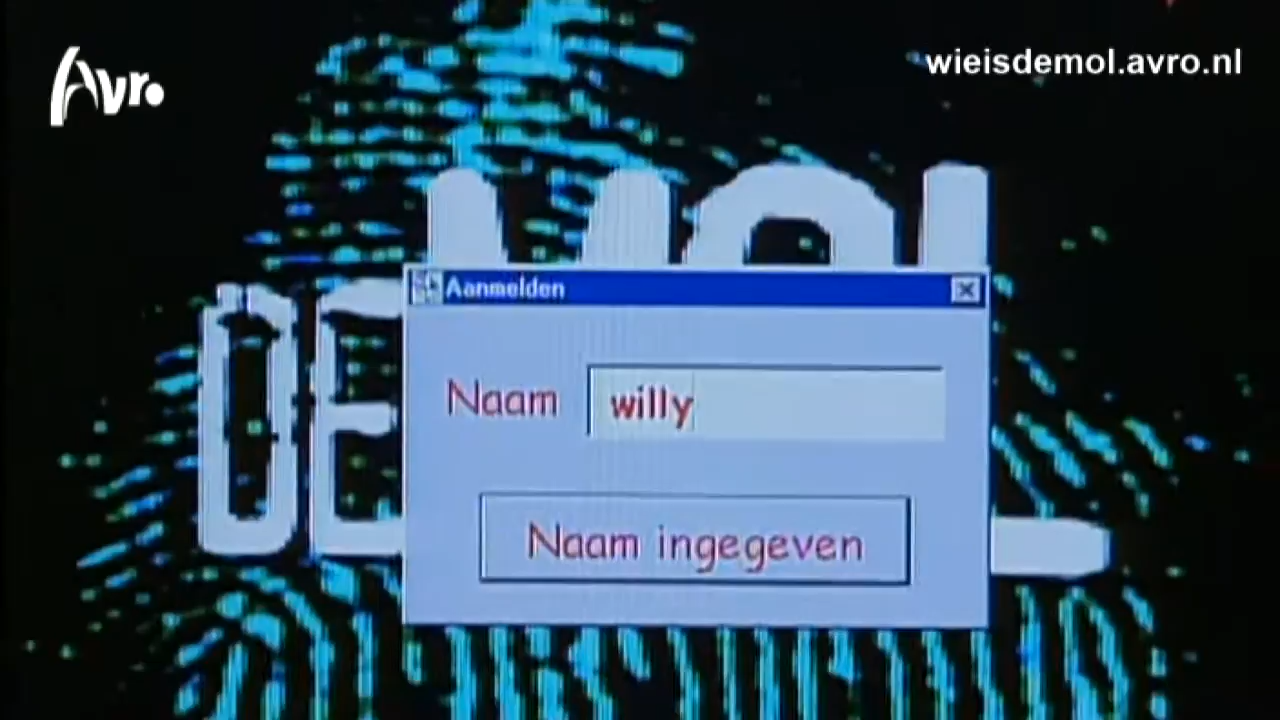 Avro
wieisdemol.avro.nl
MOL
DE
Aanmelden
Naam willy
Naam ingegeven